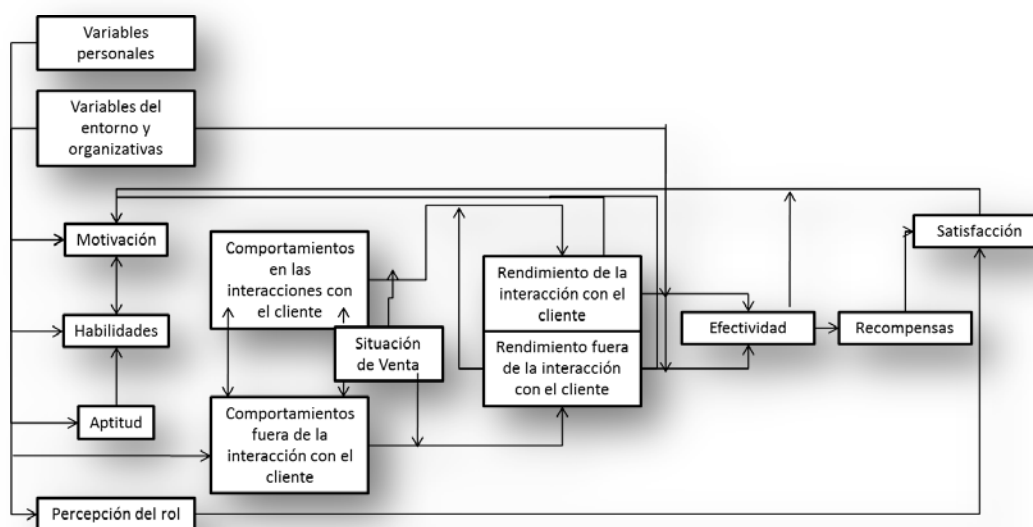 Variables
personales
Variables del
entorno y
organizativas
Motivación
Habilidades
Aptitud
Percepción del rol
Comportamientos
en las
interacciones con
el cliente
Situación
de Venta
Comportamientos
fuera de la
interacción con el
cliente
Rendimiento de la
interacción con el
cliente
Rendimiento fuera
de la interacción
con el cliente
Efectividad
Recompensas
Satisfacción